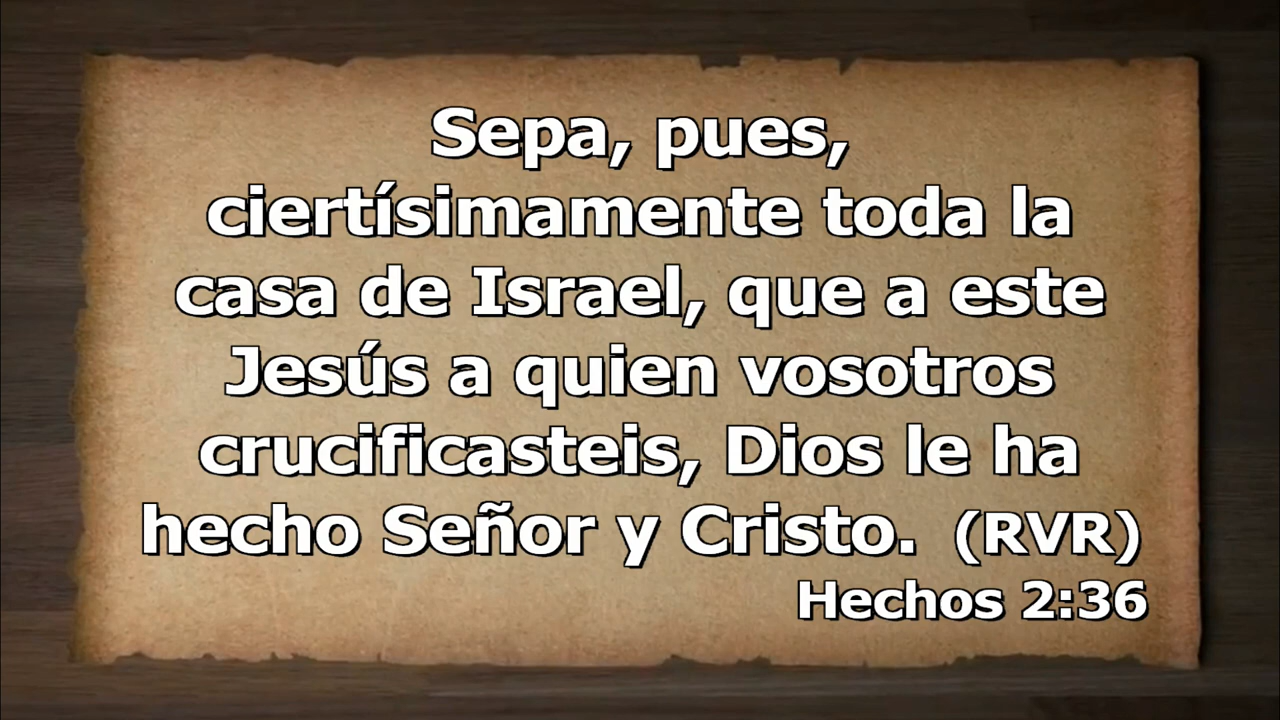 Sepa, pues,
ciertísimamente toda la
casa de Israel, que a este
Jesús a quien vosotros
crucificasteis, Dios le ha
hecho Señor y Cristo. (RVR)
Hechos 2:36